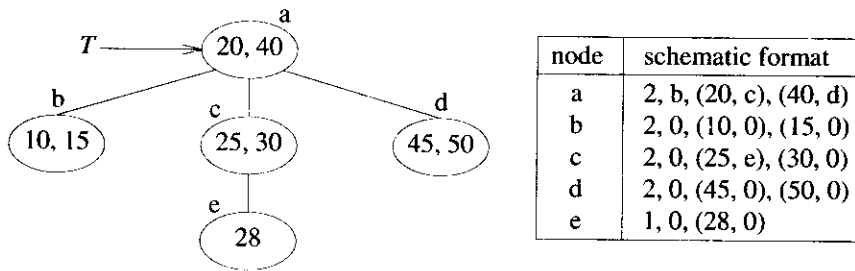 a
T
20, 40
b
c
d
10, 15
25, 30
45, 50
e
28
node schematic format
a 2, b, (20, c), (40, d)
b 2, 0, (10, 0), (15, 0)
c 2, 0, (25, e), (30, 0)
d 2, 0, (45, 0), (50, 0)
e 1, 0, (28, 0)